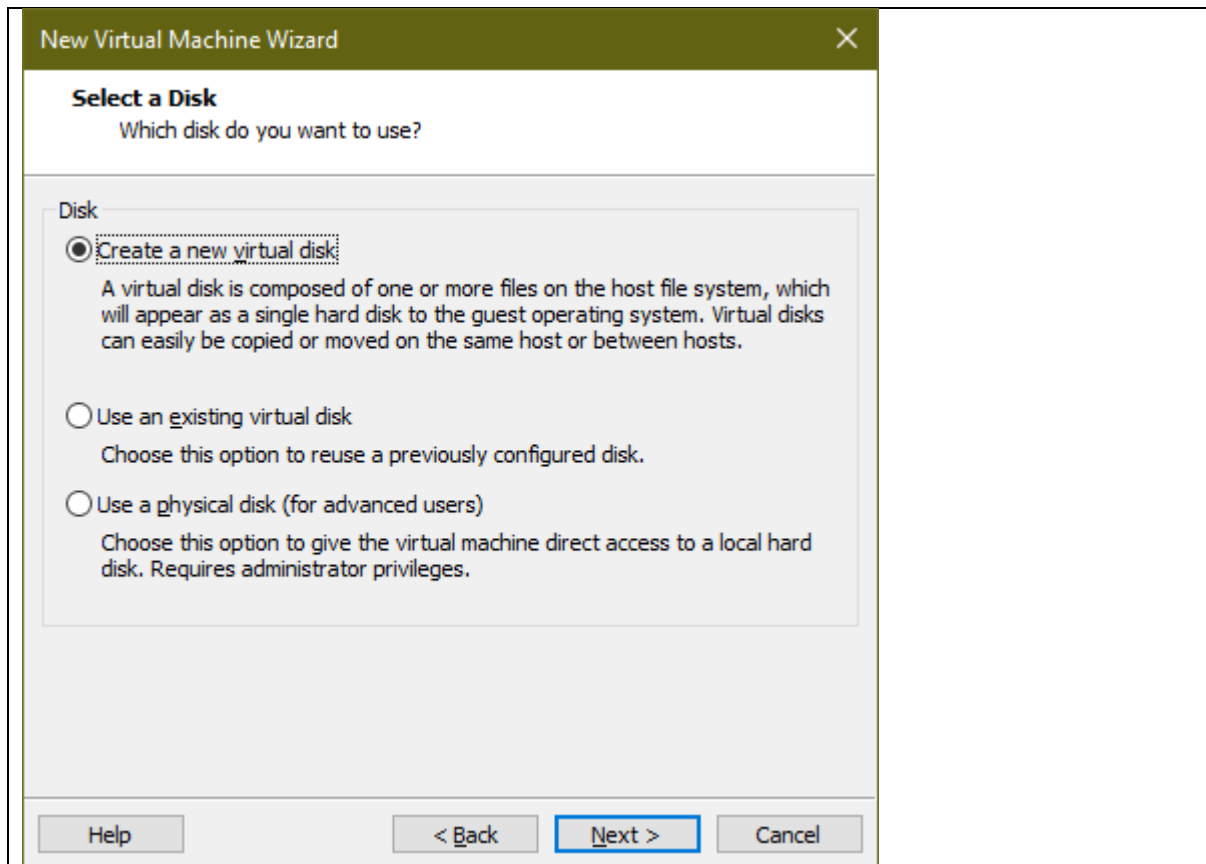 New Virtual Machine Wizard
Select a Disk
Which disk do you want to use?
Disk
Create a new virtual disk
A virtual disk is composed of one or more files on the host file system, which
will appear as a single hard disk to the guest operating system. Virtual disks
can easily be copied or moved on the same host or between hosts.
Use an existing virtual disk
Choose this option to reuse a previously configured disk.
Use a physical disk (for advanced users)
Choose this option to give the virtual machine direct access to a local hard
disk. Requires administrator privileges.
Help < Back Next > Cancel